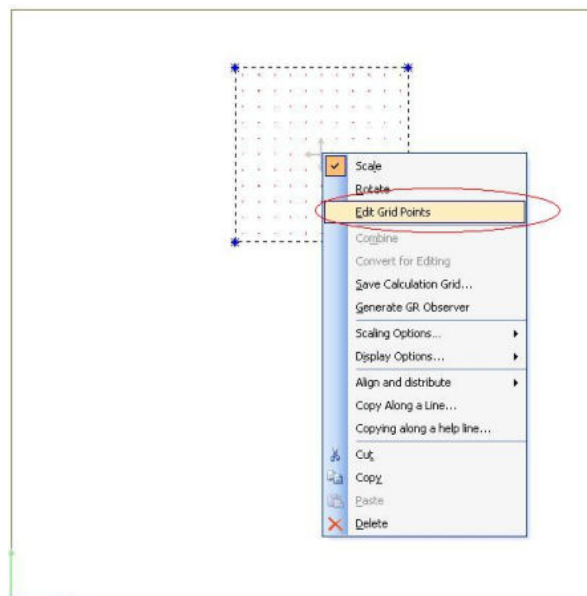 Scale
Rotate
Edit Grid Points
Combine
Convert for Editing
Save Calculation Grid...
Generate GR Observer
Scaling Options...
Display Options...
Align and distribute
Copy Along a Line...
Copying along a help line...
Cut
Copy
Paste
Delete